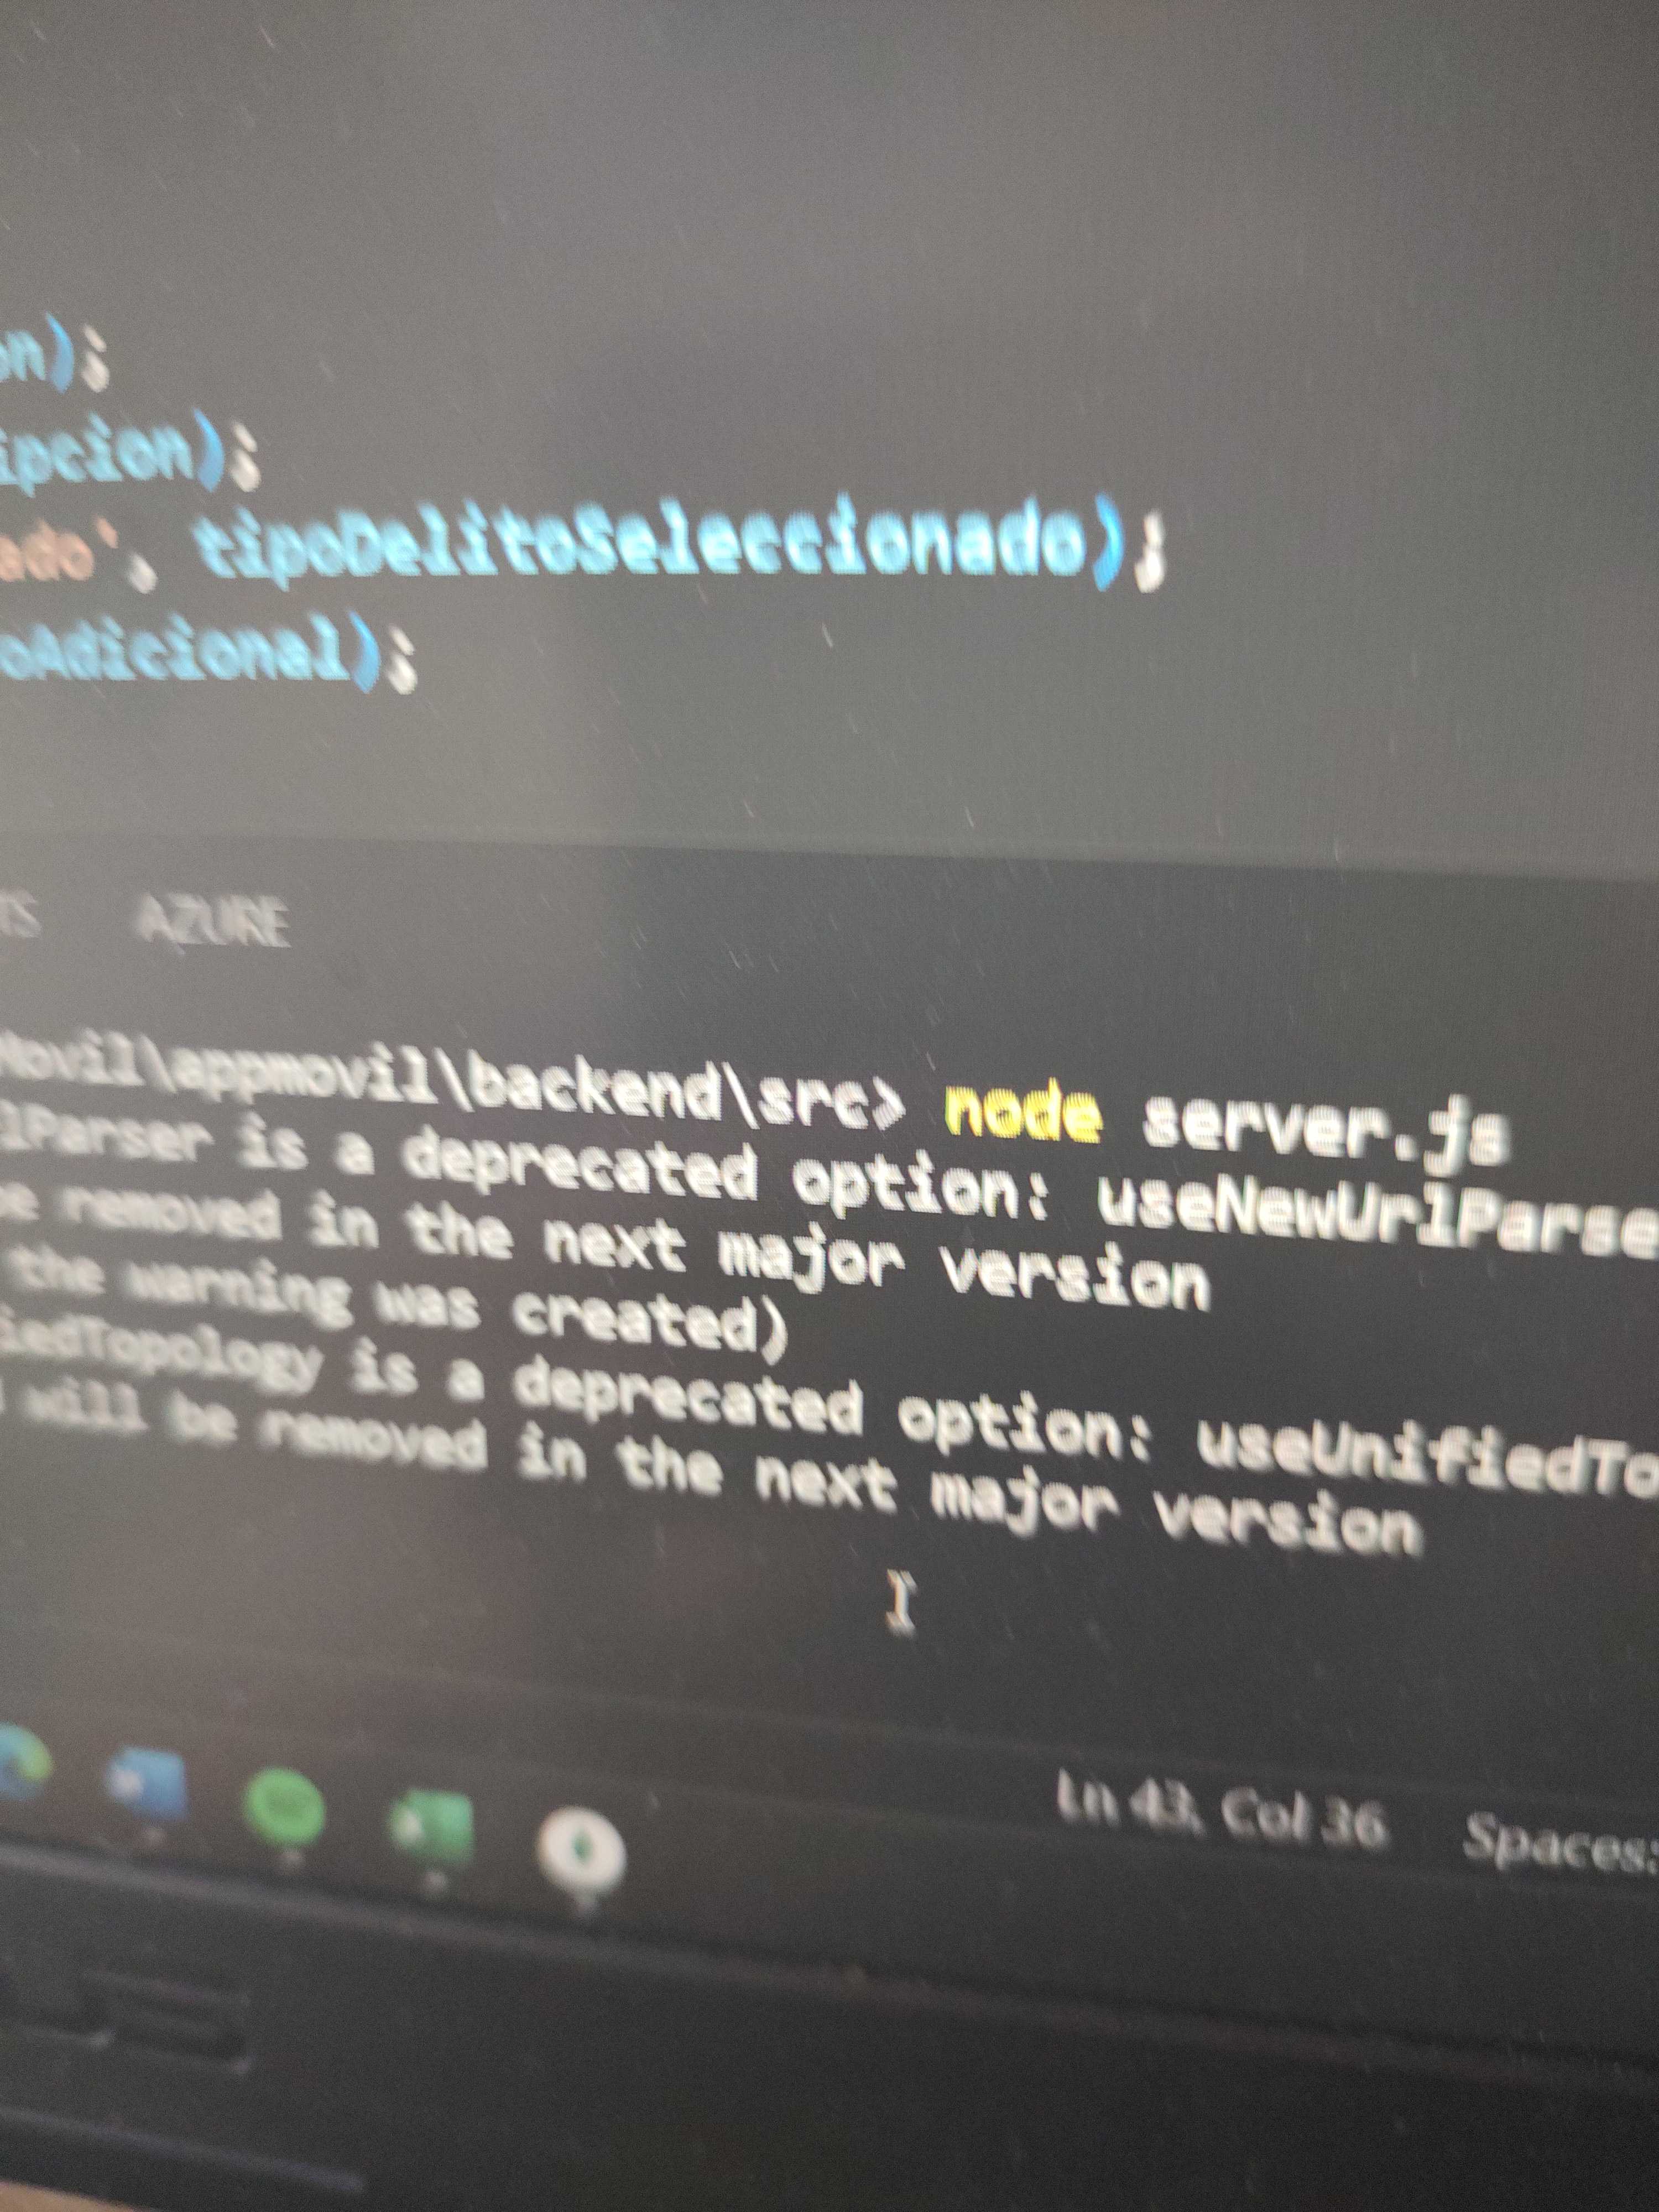 on);
ipcion);
ado', tipoDelitoSeleccionado);
oAdicional);
TS AZURE
Movil\appmovil\backend\src> node server.js
lParser is a deprecated option: useNewUrlParse
be removed in the next major version
the warning was created)
iedTopology is a deprecated option: useUnifiedTo
will be removed in the next major version
Ln 43, Col 36 Spaces: